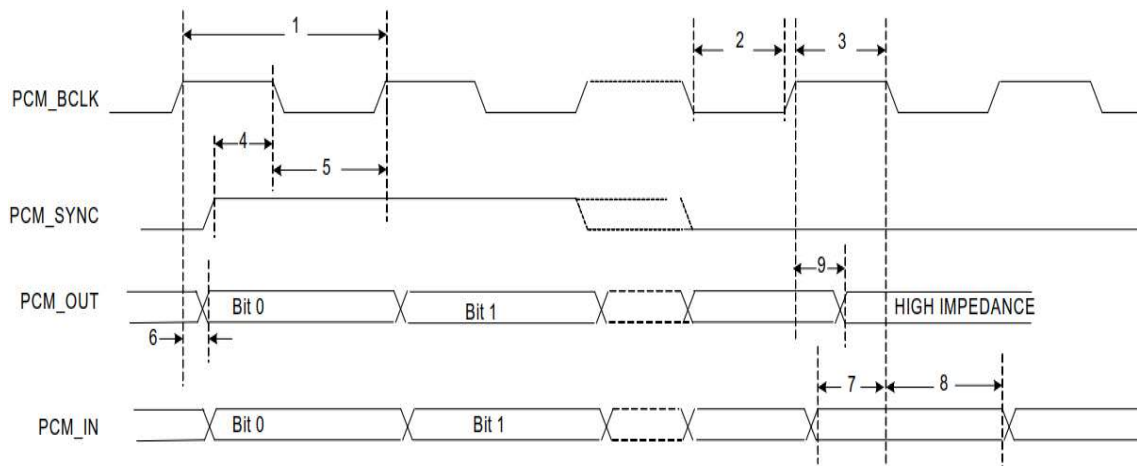 1
2
3
PCM_BCLK
4
5
PCM_SYNC
9
PCM_OUT
Bit 0
Bit 1
HIGH IMPEDANCE
6
7
8
PCM_IN
Bit 0
Bit 1